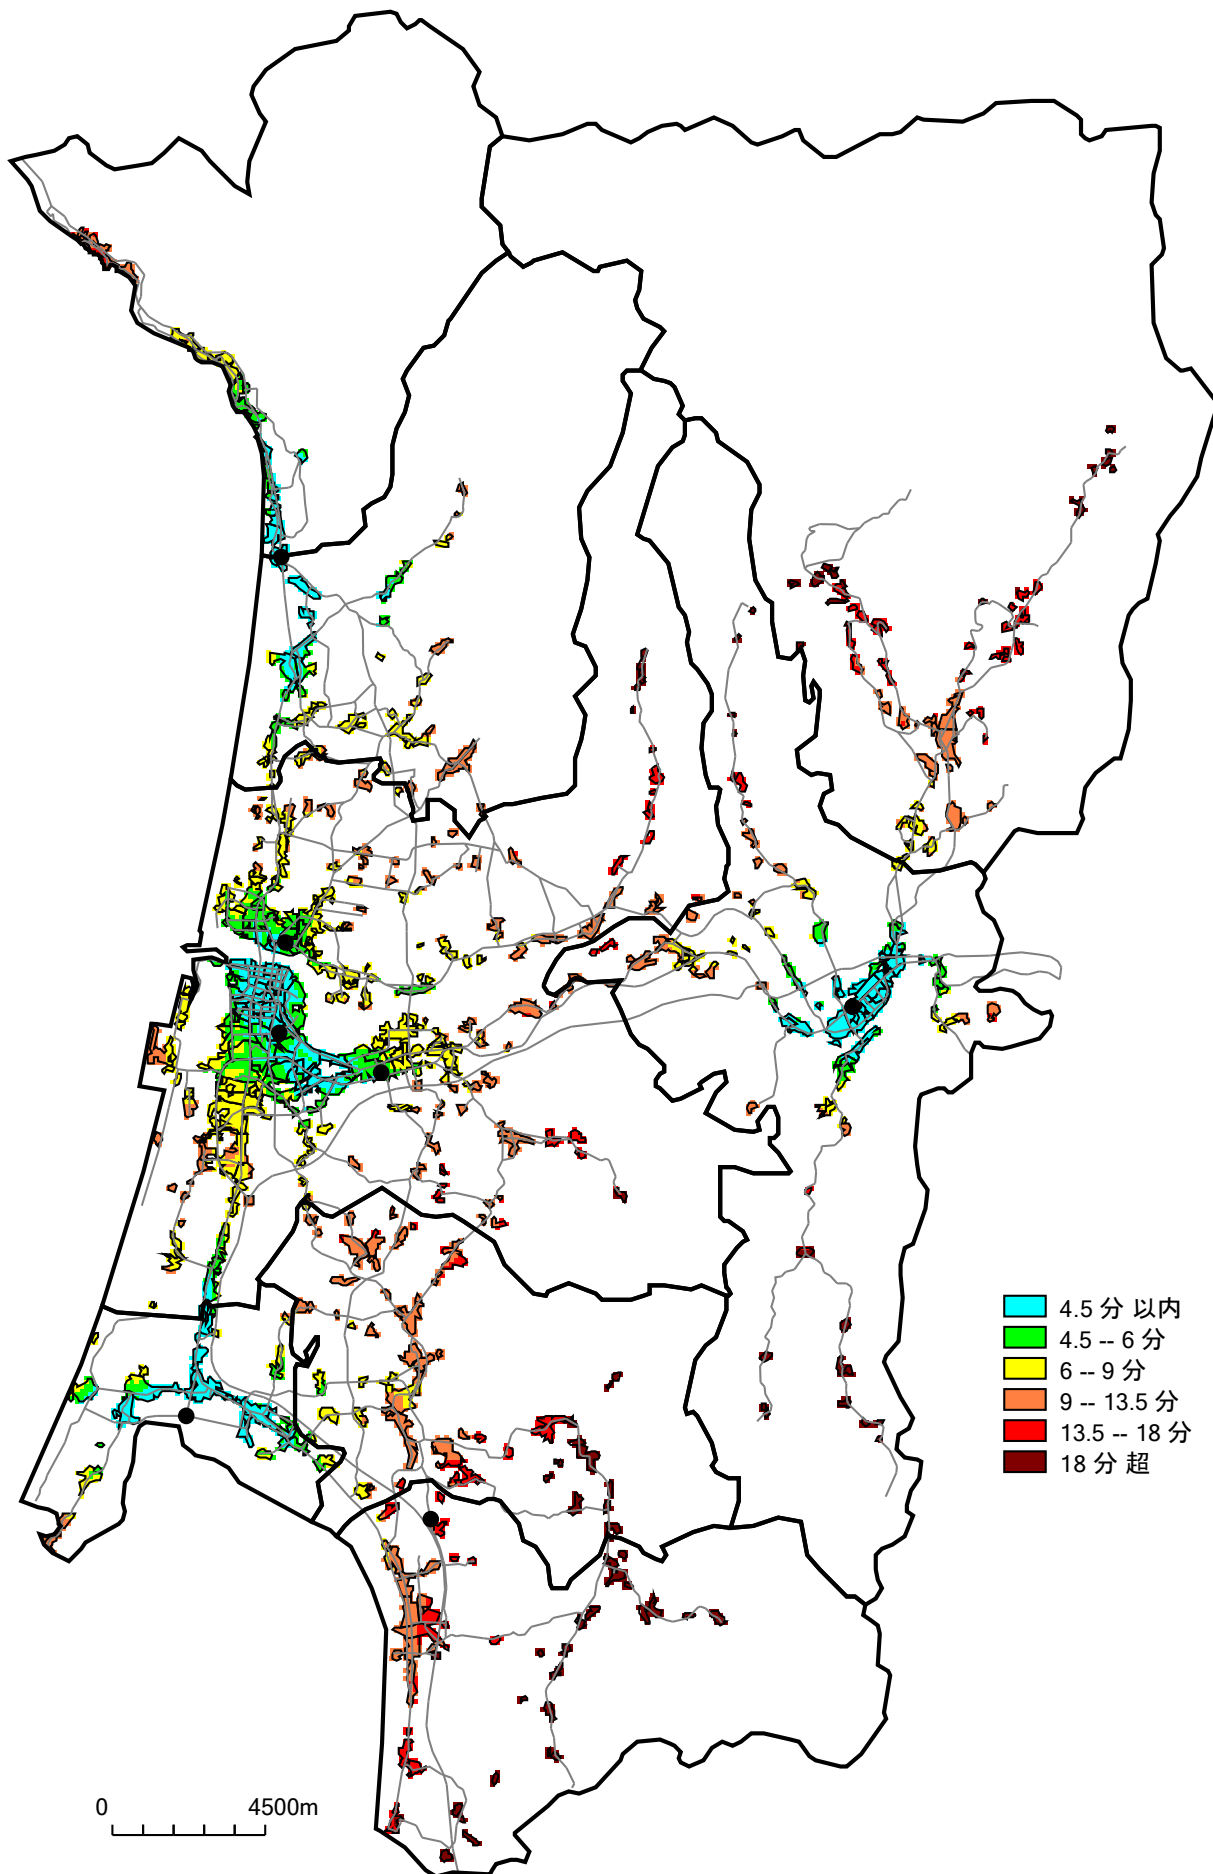 4.5 分 以内
4.5 -- 6 分
6 -- 9 分
9 -- 13.5 分
13.5 -- 18 分
18 分 超
0 4500m